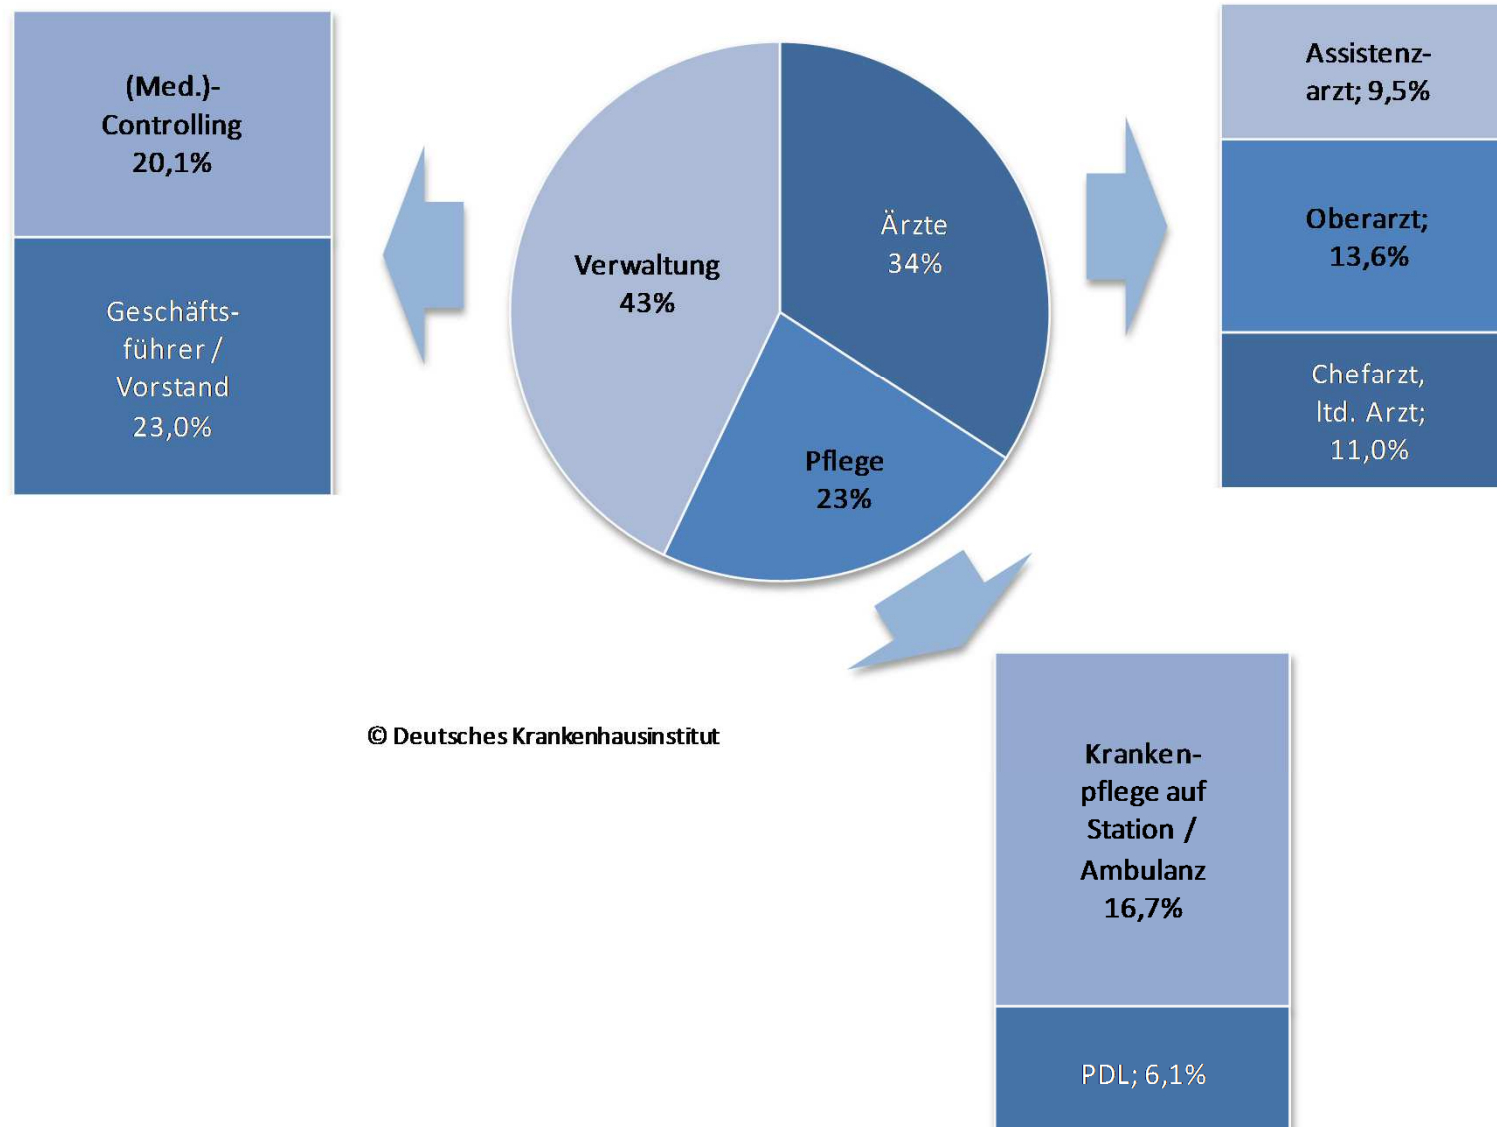 (Med.)-
Controlling
20,1%
Geschäfts-
führer /
Vorstand
23,0%
Verwaltung
43%
Ärzte
34%
Pflege
23%
Assistenz-
arzt; 9,5%
Oberarzt;
13,6%
Chefarzt,
ltd. Arzt;
11,0%
© Deutsches Krankenhausinstitut
Kranken-
pflege auf
Station /
Ambulanz
16,7%
PDL; 6,1%